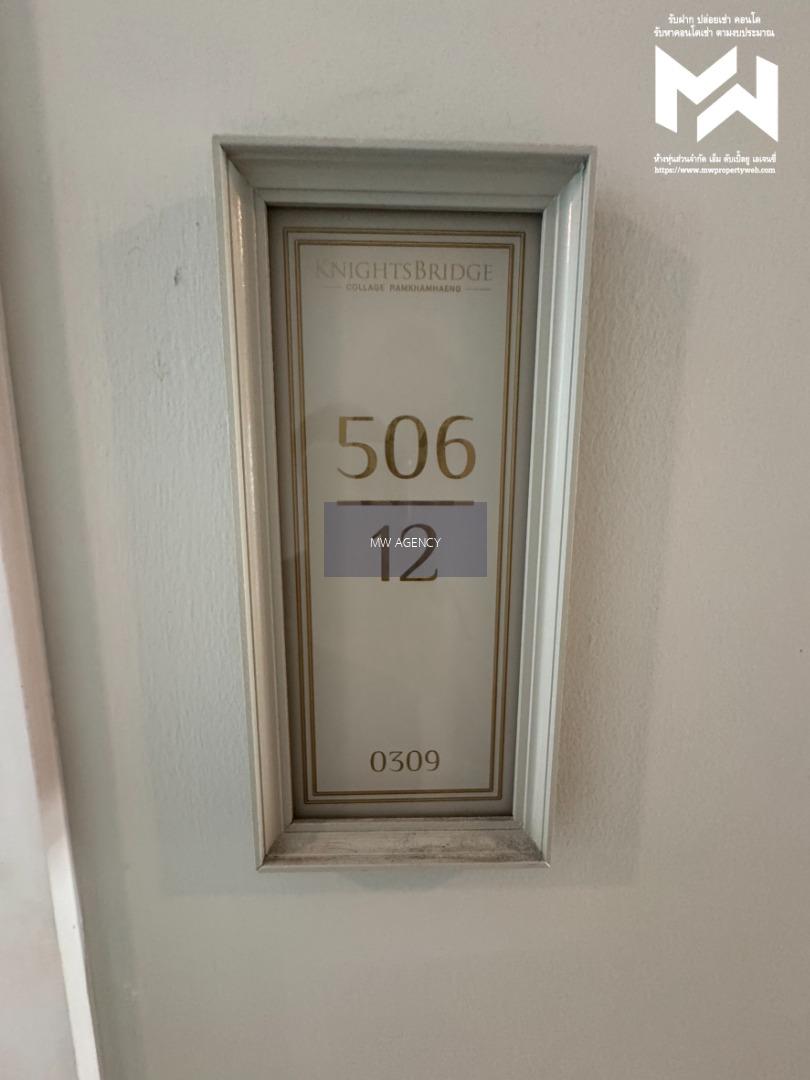 รับฝาก ปล่อยเช่า คอนโด
รับหาคอนโดเช่า ตามงบประมาณ
MW
ห้างหุ้นส่วนจำกัด เอ็ม ดับเบิ้ลยู เอเจนซี่
https://www.mwpropertyweb.com
KNIGHTSBRIDGE
COLLAGE RAMKHAMHAENG
506
12
MW AGENCY
0309